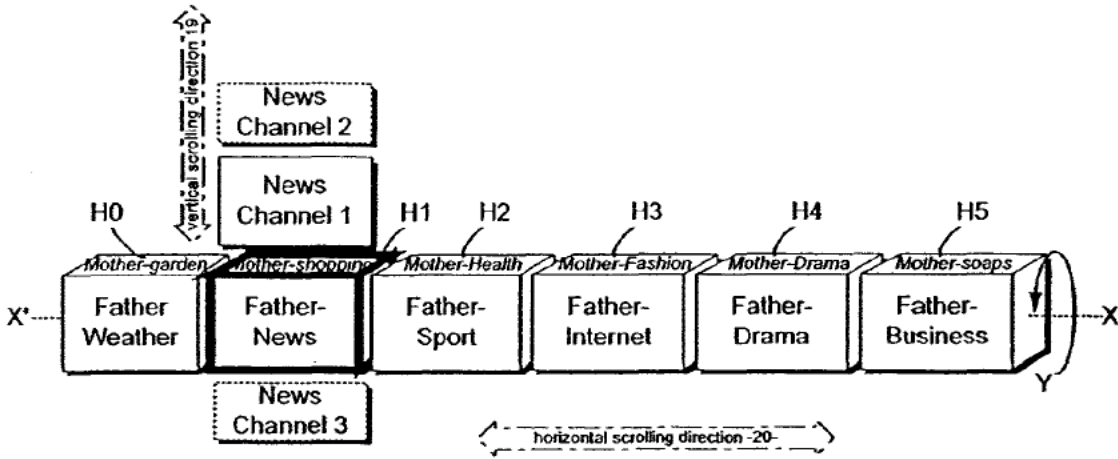 vertical scrolling direction 19
News
Channel 2
News
Channel 1
H0
H1
H2
H3
H4
H5
Mother-garden
Mother-shopping
Mother-Health
Mother-Fashion
Mother-Drama
Mother-soaps
X'
Father
Weather
Father-
News
Father-
Sport
Father-
Internet
Father-
Drama
Father-
Business
X
Y
News
Channel 3
horizontal scrolling direction -20-